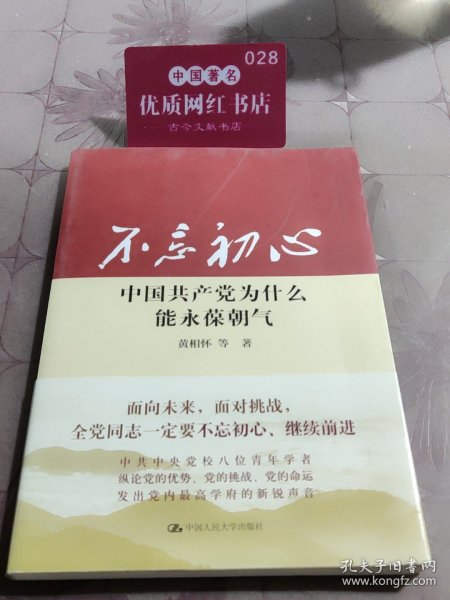 028
中国著名
优质网红书店
古今文献书店
不忘初心
中国共产党为什么
能永葆朝气
黄相怀 等 著
面向未来，面对挑战，
全党同志一定要不忘初心、继续前进
中共中央党校八位青年学者
纵论党的优势、党的挑战、党的命运
发出党内最高学府的新锐声音
中国人民大学出版社
孔夫子旧书网
www.kongfz.com